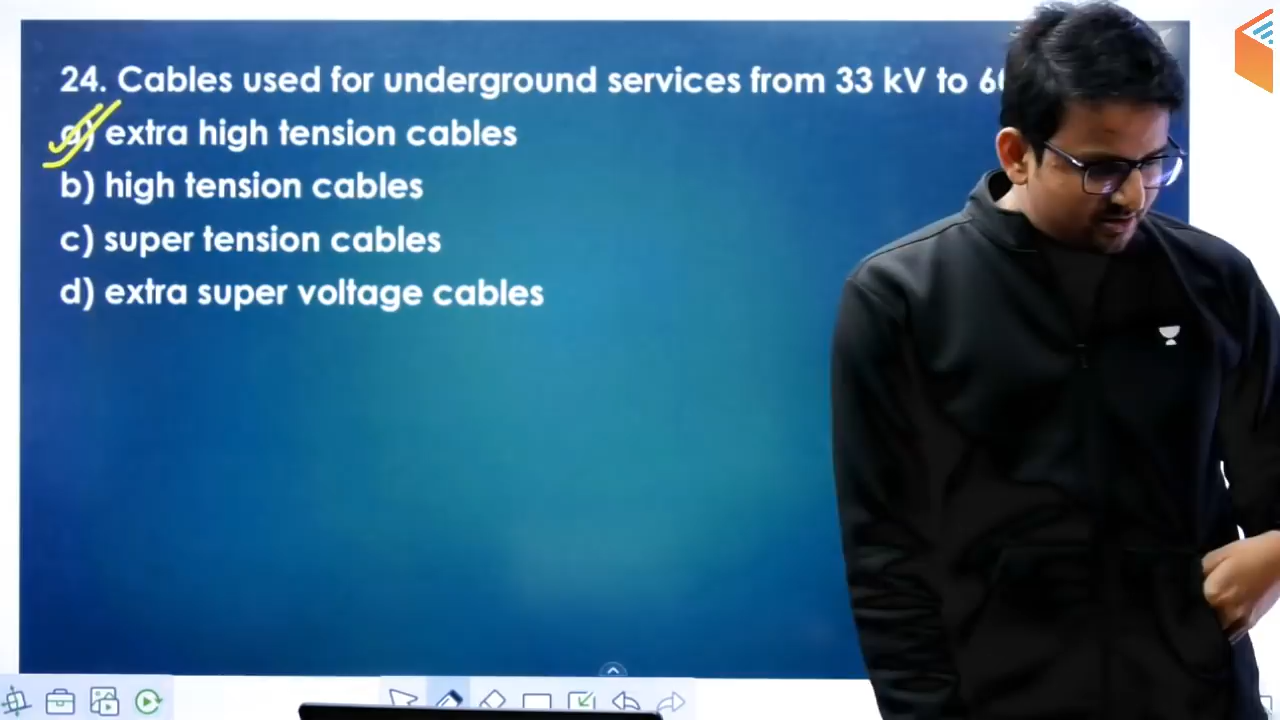 24. Cables used for underground services from 33 kV to
a) extra high tension cables
b) high tension cables
c) super tension cables
d) extra super voltage cables